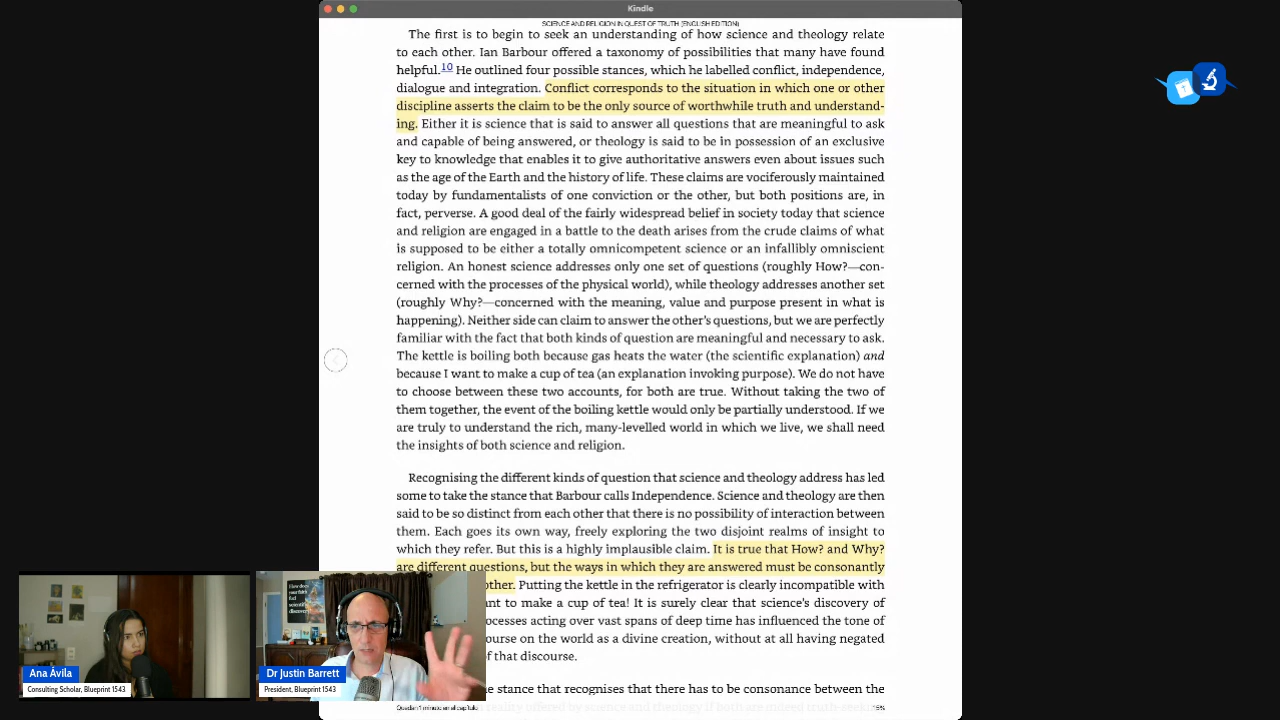 Kindle
SCIENCE AND RELIGION IN QUEST OF TRUTH (ENGLISH EDITION)
The first is to begin to seek an understanding of how science and theology relate
to each other. Ian Barbour offered a taxonomy of possibilities that many have found
helpful.10 He outlined four possible stances, which he labelled conflict, independence,
dialogue and integration. Conflict corresponds to the situation in which one or other
discipline asserts the claim to be the only source of worthwhile truth and understand-
ing. Either it is science that is said to answer all questions that are meaningful to ask
and capable of being answered, or theology is said to be in possession of an exclusive
key to knowledge that enables it to give authoritative answers even about issues such
as the age of the Earth and the history of life. These claims are vociferously maintained
today by fundamentalists of one conviction or the other, but both positions are, in
fact, perverse. A good deal of the fairly widespread belief in society today that science
and religion are engaged in a battle to the death arises from the crude claims of what
is supposed to be either a totally omnicompetent science or an infallibly omniscient
religion. An honest science addresses only one set of questions (roughly How?—con-
cerned with the processes of the physical world), while theology addresses another set
(roughly Why?—concerned with the meaning, value and purpose present in what is
happening). Neither side can claim to answer the other's questions, but we are perfectly
familiar with the fact that both kinds of question are meaningful and necessary to ask.
The kettle is boiling both because gas heats the water (the scientific explanation) and
because I want to make a cup of tea (an explanation invoking purpose). We do not have
to choose between these two accounts, for both are true. Without taking the two of
them together, the event of the boiling kettle would only be partially understood. If we
are truly to understand the rich, many-levelled world in which we live, we shall need
the insights of both science and religion.
Recognising the different kinds of question that science and theology address has led
some to take the stance that Barbour calls Independence. Science and theology are then
said to be so distinct from each other that there is no possibility of interaction between
them. Each goes its own way, freely exploring the two disjoint realms of insight to
which they refer. But this is a highly implausible claim. It is true that How? and Why?
are different questions, but the ways in which they are answered must be consonantly
other. Putting the kettle in the refrigerator is clearly incompatible with
nt to make a cup of tea! It is surely clear that science's discovery of
ocesses acting over vast spans of deep time has influenced the tone of
ourse on the world as a divine creation, without at all having negated
f that discourse.
e stance that recognises that there has to be consonance between the
reality offered by science and theology if both are indeed truth-seek
Quedan 1 minuto en el capítulo
15%
How does
your faith
scientific
discovery
Ana Ávila
Consulting Scholar, Blueprint 1543
Dr Justin Barrett
President, Blueprint 1543